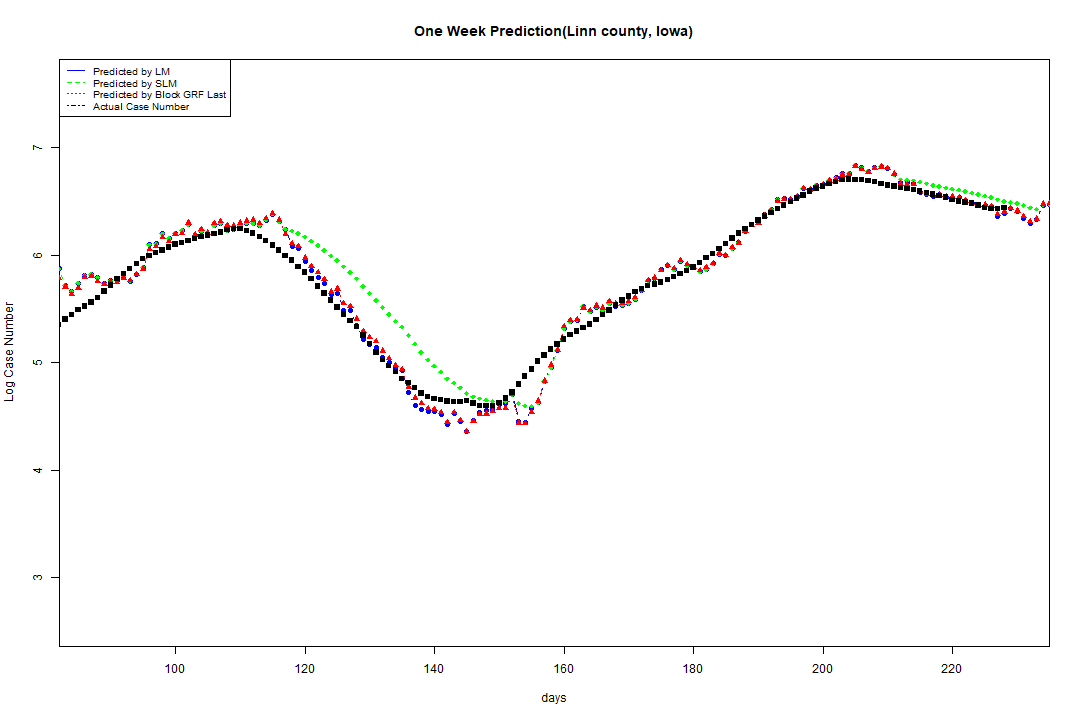 One Week Prediction(Linn county, Iowa)
Predicted by LM
Predicted by SLM
Predicted by Block GRF Last
Actual Case Number
7
6
5
4
3
Log Case Number
100 120 140 160 180 200 220
days